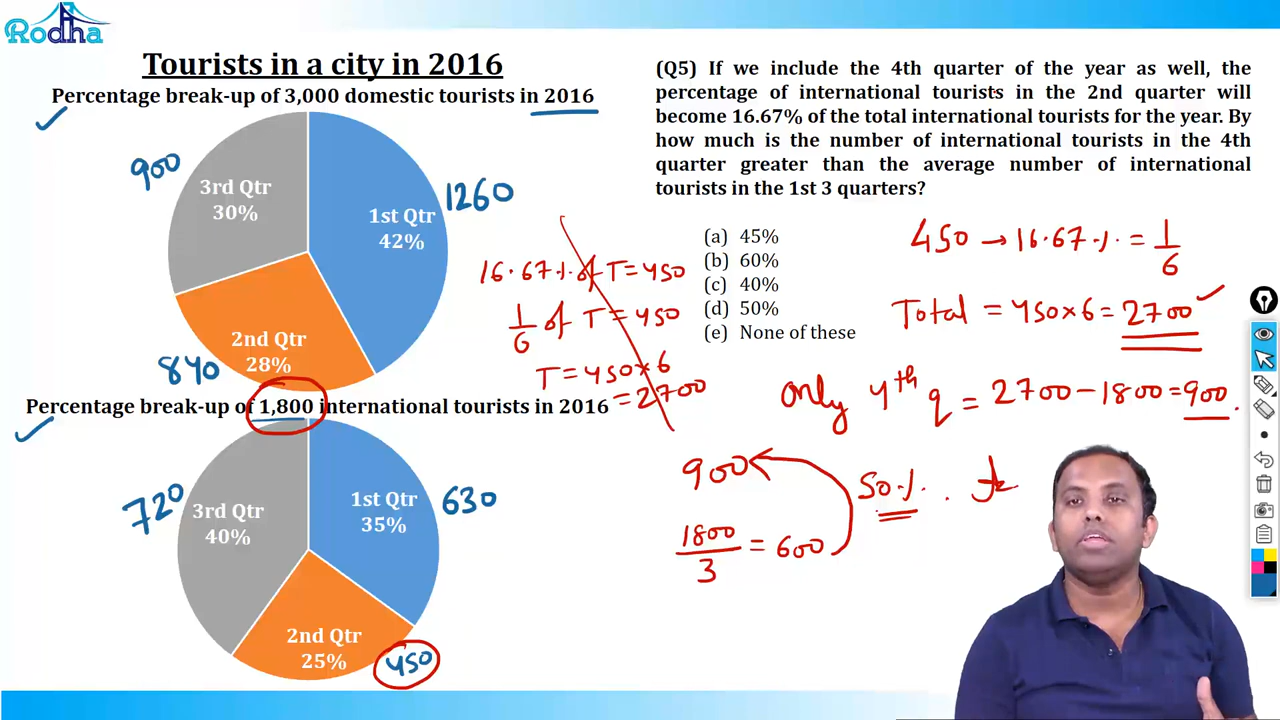 Rodha
Tourists in a city in 2016
Percentage break-up of 3,000 domestic tourists in 2016
900
3rd Qtr
30%
1st Qtr
42%
1260
2nd Qtr
28%
840
Percentage break-up of 1,800 international tourists in 2016
720
3rd Qtr
40%
1st Qtr
35%
630
2nd Qtr
25%
450
(Q5) If we include the 4th quarter of the year as well, the
percentage of international tourists in the 2nd quarter will
become 16.67% of the total international tourists for the year. By
how much is the number of international tourists in the 4th
quarter greater than the average number of international
tourists in the 1st 3 quarters?
(a) 45%
(b) 60%
(c) 40%
(d) 50%
(e) None of these
16.67% of T = 450
1/6 of T = 450
T = 450×6
= 2700
450 → 16.67% = 1/6
Total = 450×6 = 2700
only 4th q = 2700 - 1800 = 900.
900
50%.
1800/3 = 600